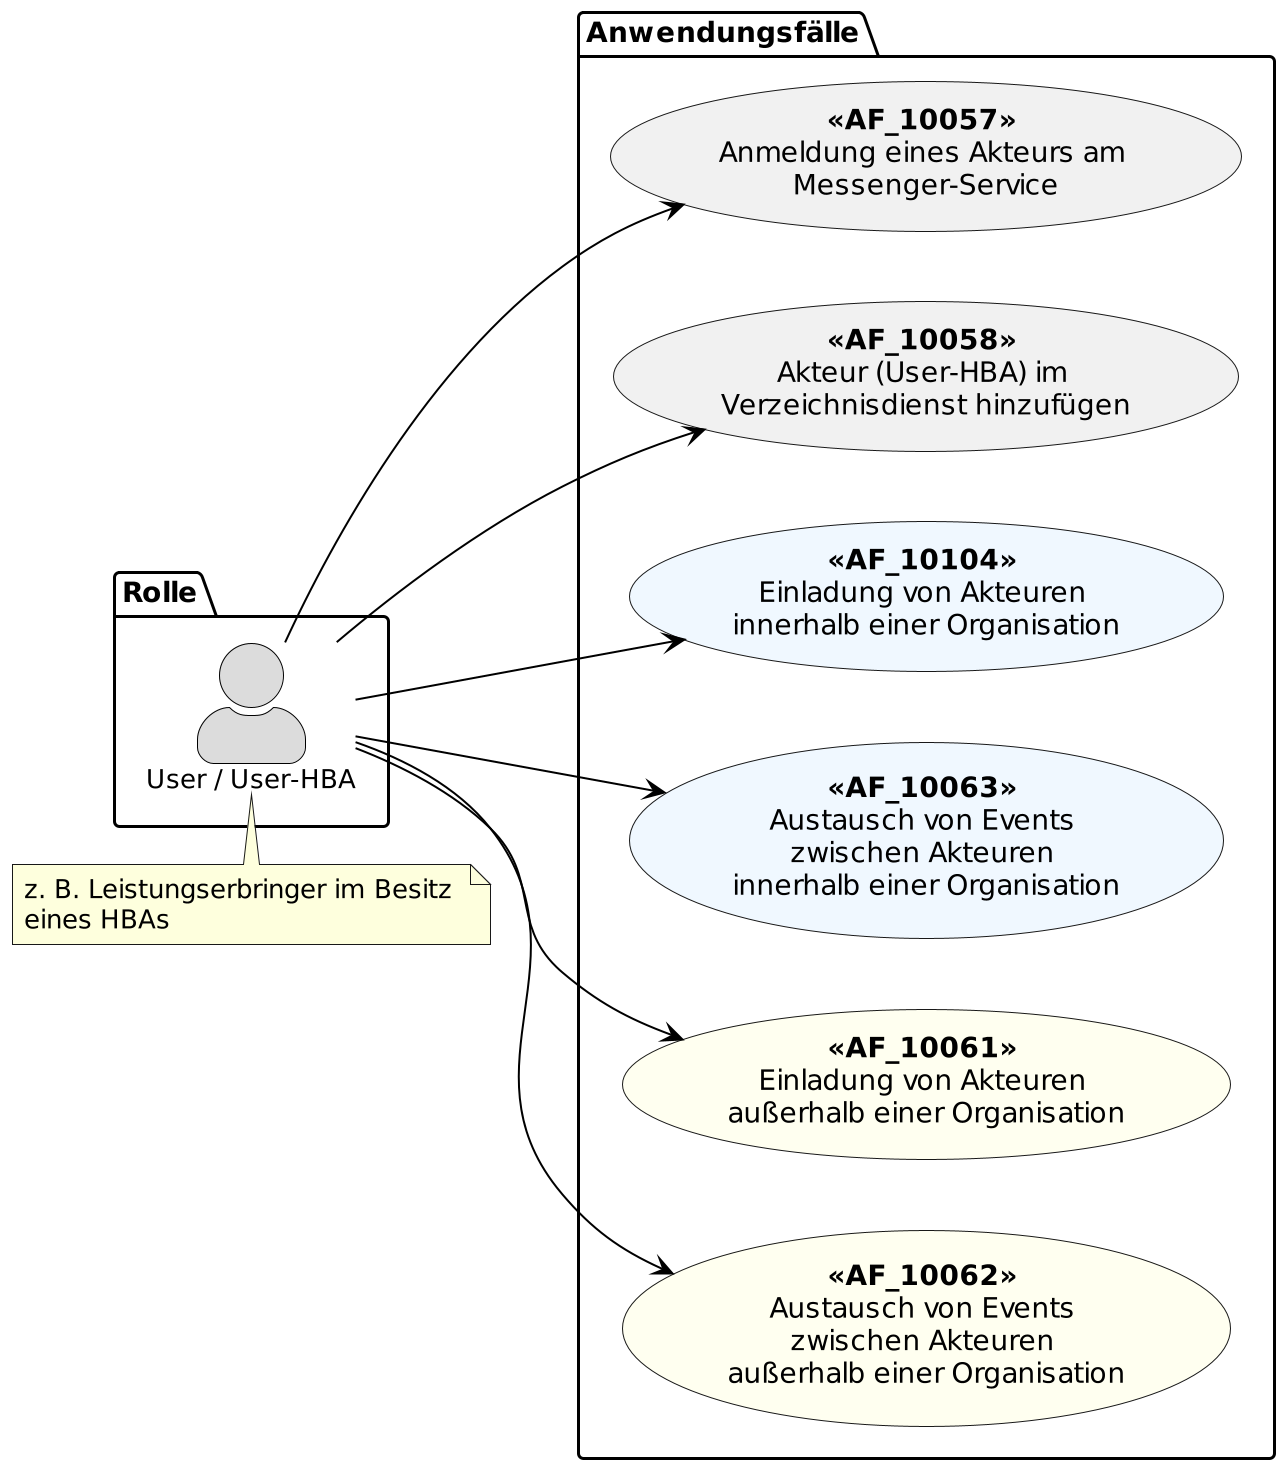 Anwendungsfälle
«AF_10057»
Anmeldung eines Akteurs am
Messenger-Service
«AF_10058»
Akteur (User-HBA) im
Verzeichnisdienst hinzufügen
«AF_10104»
Einladung von Akteuren
innerhalb einer Organisation
Rolle
User / User-HBA
z. B. Leistungserbringer im Besitz
eines HBAs
«AF_10063»
Austausch von Events
zwischen Akteuren
innerhalb einer Organisation
«AF_10061»
Einladung von Akteuren
außerhalb einer Organisation
«AF_10062»
Austausch von Events
zwischen Akteuren
außerhalb einer Organisation